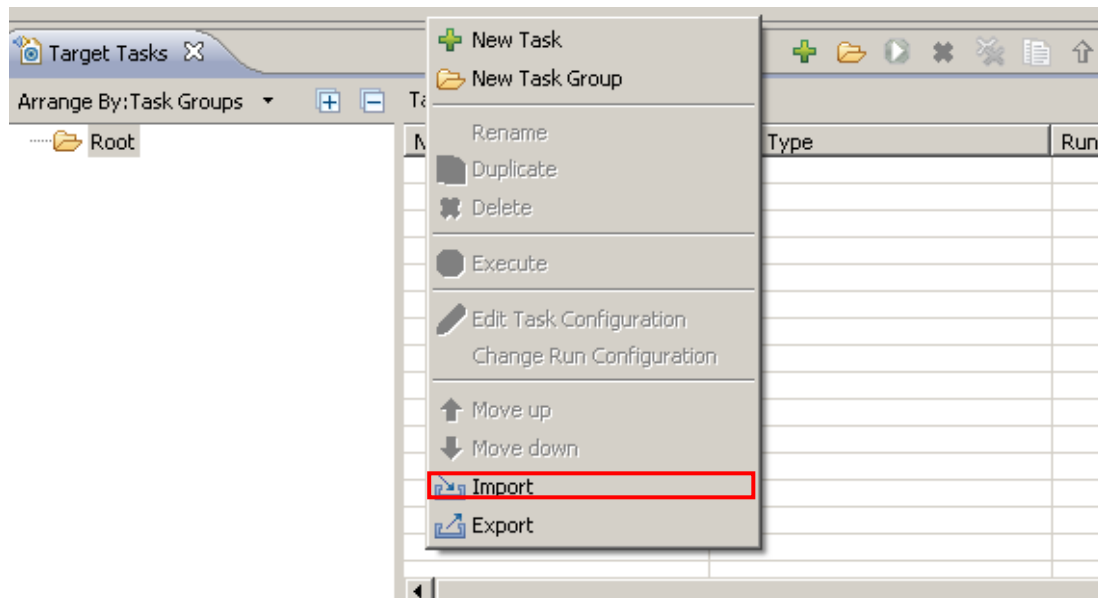 Target Tasks
Arrange By:Task Groups
Root
New Task
New Task Group
Rename
Duplicate
Delete
Execute
Edit Task Configuration
Change Run Configuration
Move up
Move down
Import
Export
Type
Run